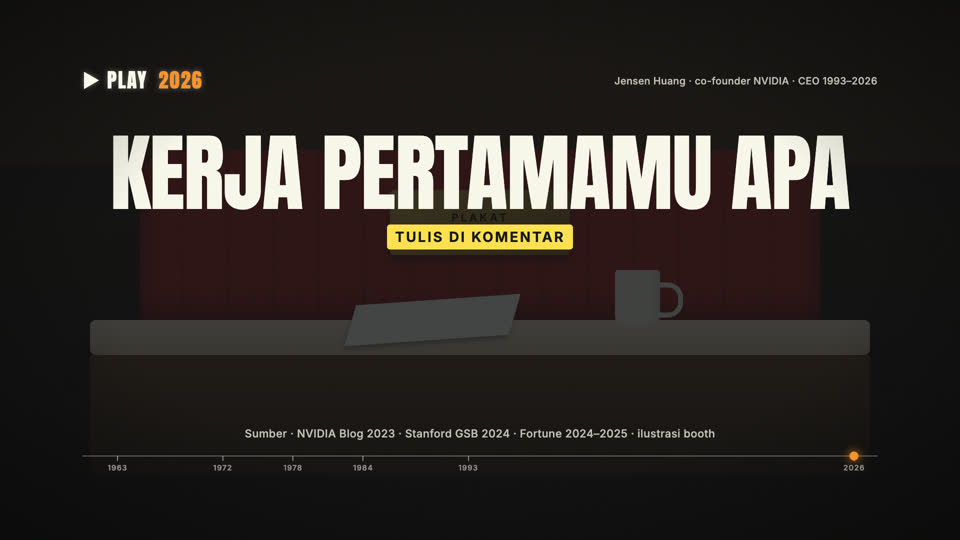 PLAY 2026
Jensen Huang · co-founder NVIDIA · CEO 1993–2026
KERJA PERTAMAMU APA
PLAKAT
TULIS DI KOMENTAR
Sumber · NVIDIA Blog 2023 · Stanford GSB 2024 · Fortune 2024–2025 · ilustrasi booth
1963 1972 1978 1984 1993 2026